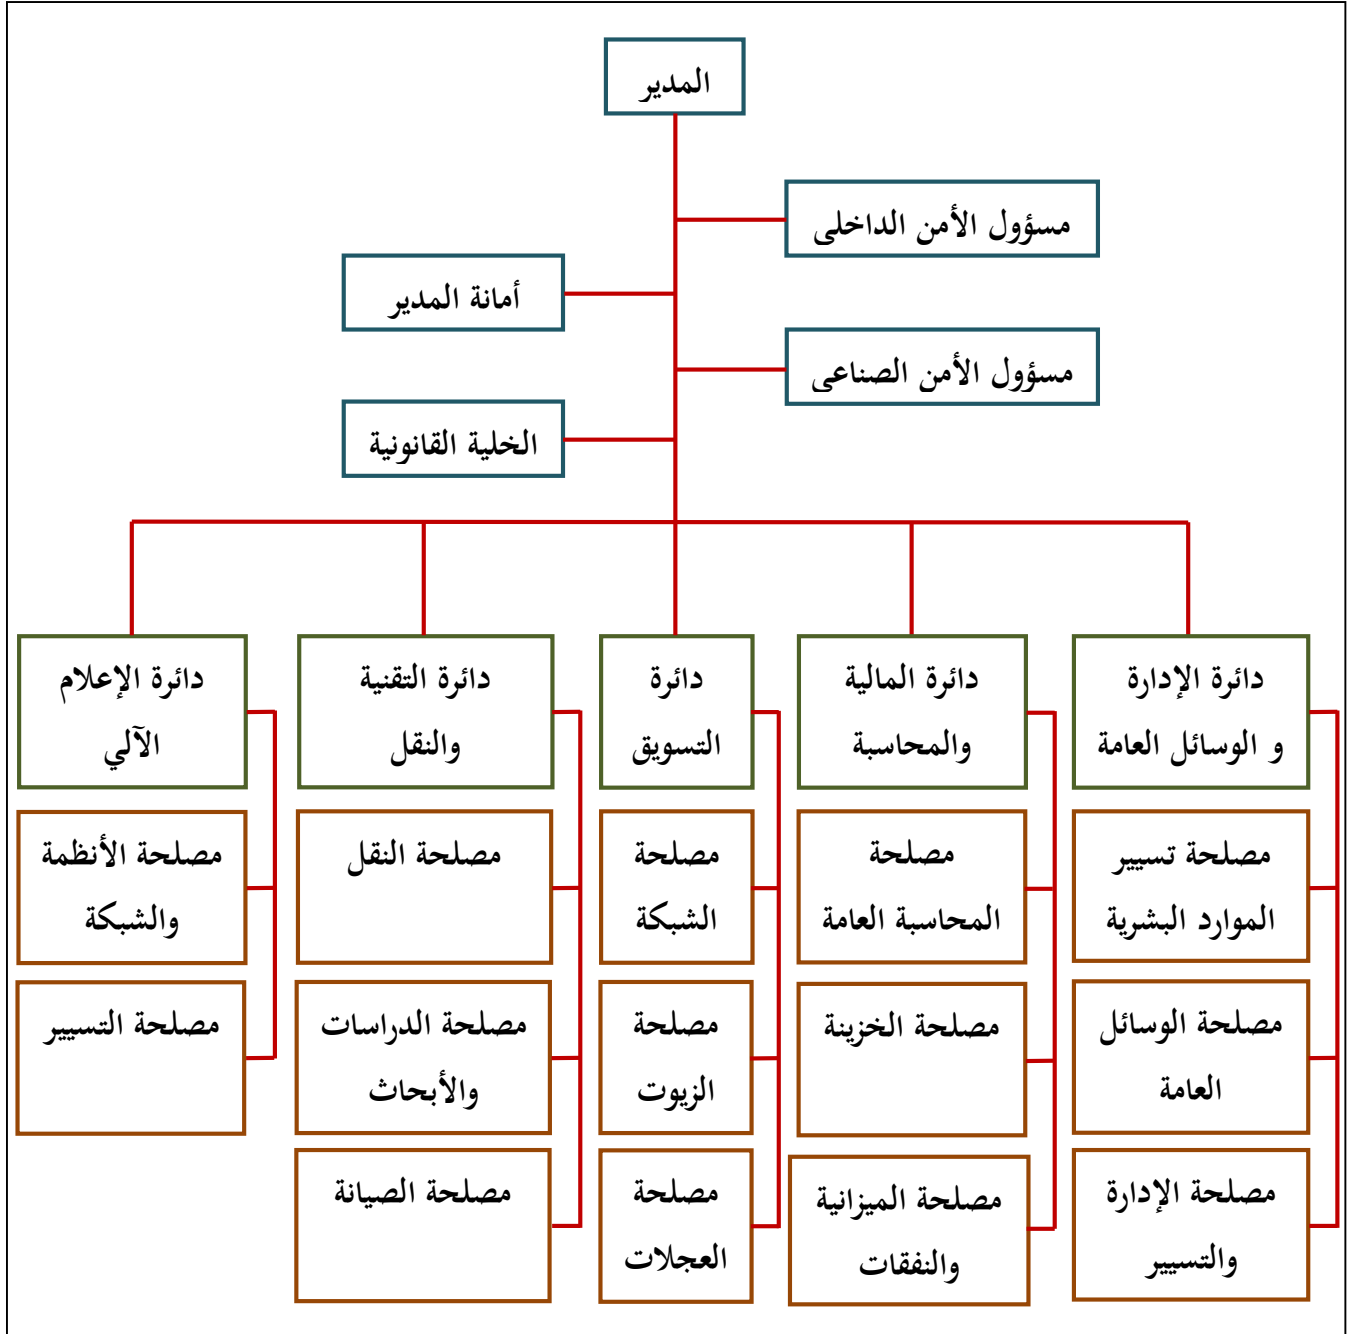 المدير
مسؤول الأمن الداخلى
أمانة المدير
مسؤول الأمن الصناعى
الخلية القانونية
دائرة الإدارة
و الوسائل العامة
دائرة المالية
والمحاسبة
دائرة
التسويق
دائرة التقنية
والنقل
دائرة الإعلام
الآلي
مصلحة تسيير
الموارد البشرية
مصلحة
المحاسبة العامة
مصلحة
الشبكة
مصلحة النقل
مصلحة الأنظمة
والشبكة
مصلحة الوسائل
العامة
مصلحة الخزينة
مصلحة
الزيوت
مصلحة الدراسات
والأبحاث
مصلحة التسيير
مصلحة الإدارة
والتسيير
مصلحة الميزانية
والنفقات
مصلحة
العجلات
مصلحة الصيانة